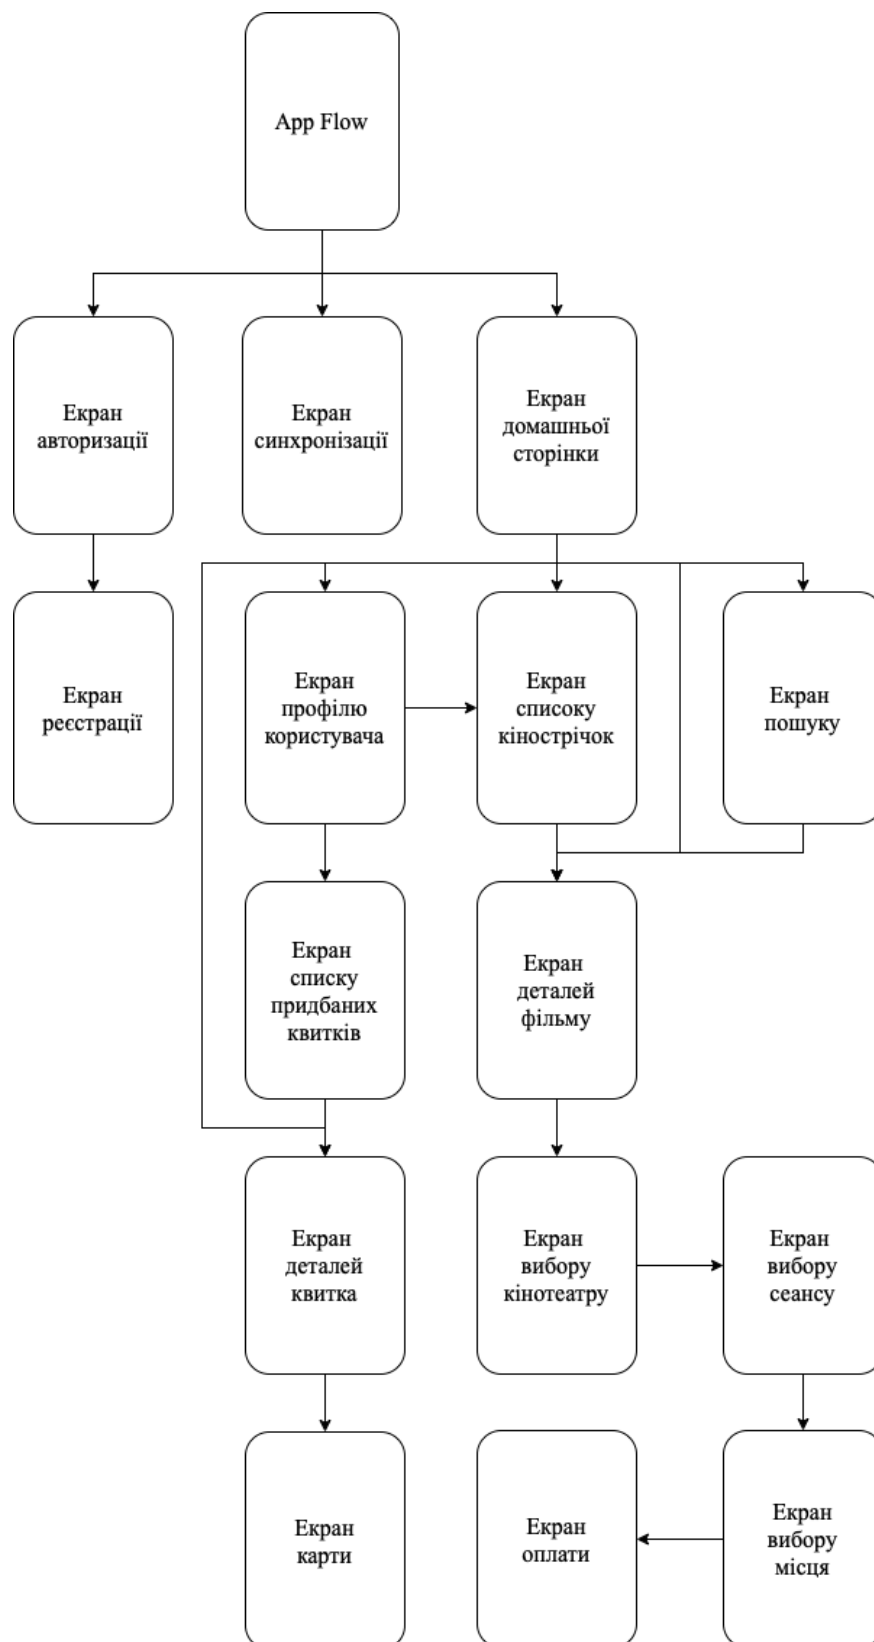 App Flow
Екран
авторизації
Екран
синхронізації
Екран
домашньої
сторінки
Екран
реєстрації
Екран
профілю
користувача
Екран
списоку
кінострічок
Екран
пошуку
Екран
списку
придбаних
квитків
Екран
деталей
фільму
Екран
деталей
квитка
Екран
вибору
кінотеатру
Екран
вибору
сеансу
Екран
карти
Екран
оплати
Екран
вибору
місця